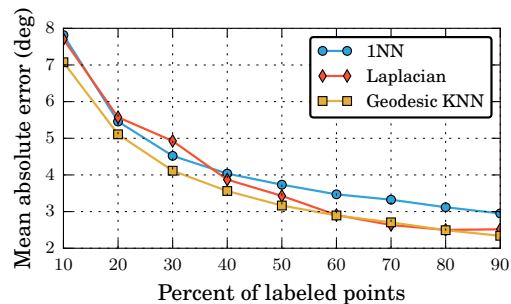 Mean absolute error (deg)
8
7
6
5
4
3
2
1NN
Laplacian
Geodesic KNN
10 20 30 40 50 60 70 80 90
Percent of labeled points